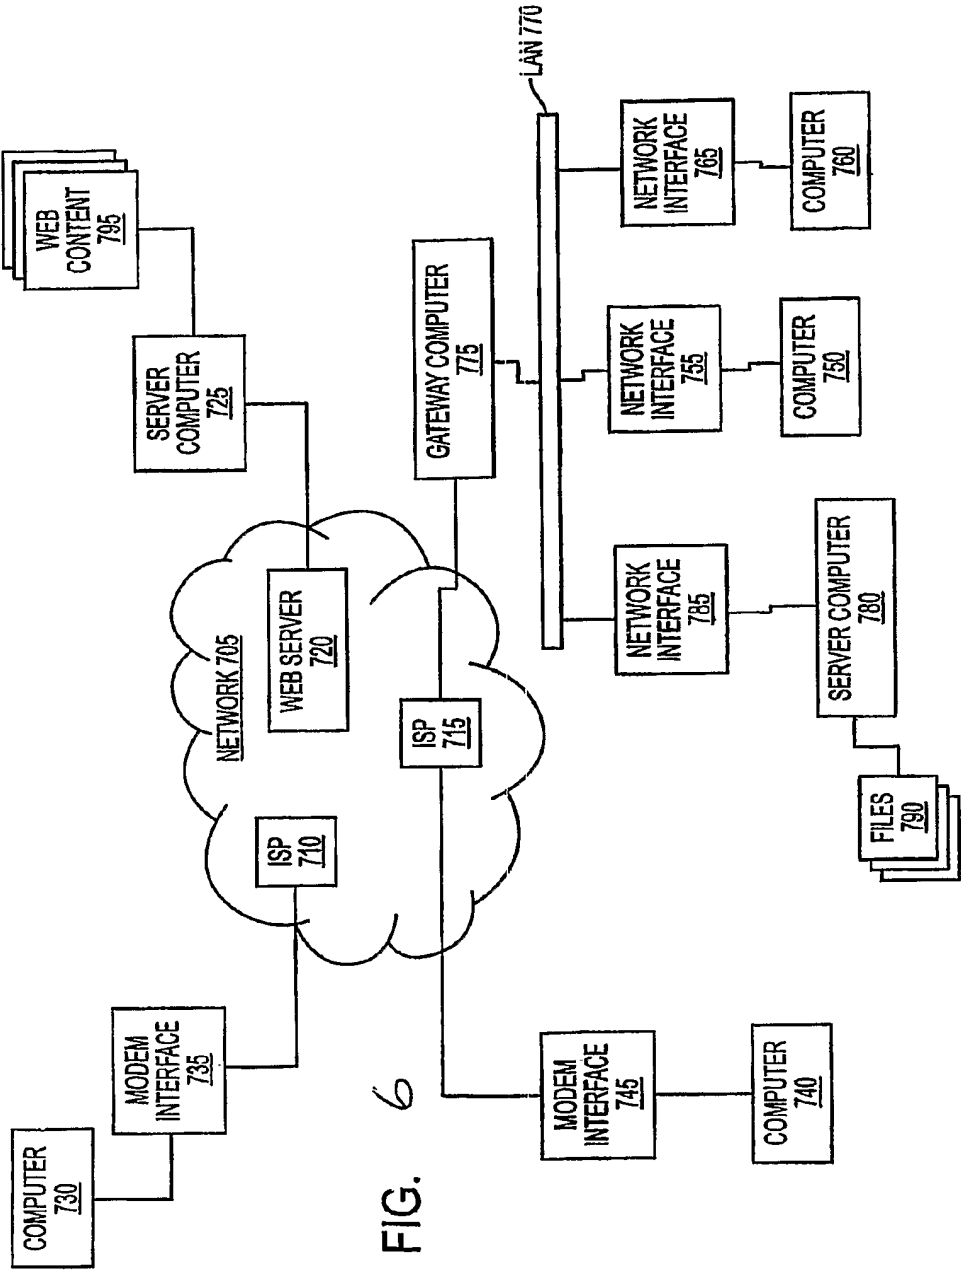 COMPUTER
730
MODEM
INTERFACE
735
ISP
710
NETWORK 705
WEB SERVER
720
SERVER
COMPUTER
725
WEB
CONTENT
795
ISP
715
GATEWAY COMPUTER
775
LAN 770
MODEM
INTERFACE
745
COMPUTER
740
NETWORK
INTERFACE
785
SERVER COMPUTER
780
FILES
790
NETWORK
INTERFACE
755
COMPUTER
750
NETWORK
INTERFACE
765
COMPUTER
760
FIG. 6